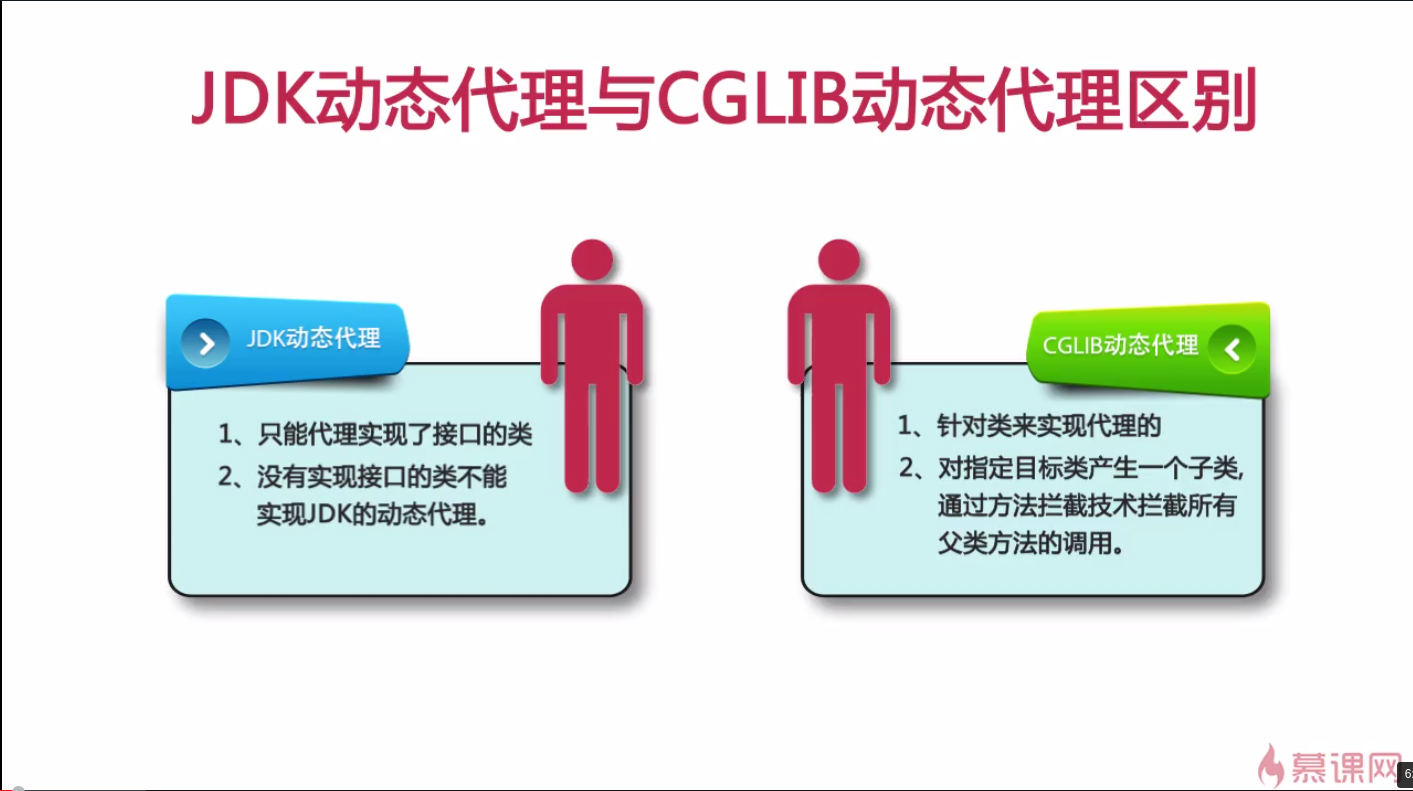 JDK动态代理与CGLIB动态代理区别
JDK动态代理
1、只能代理实现了接口的类
2、没有实现接口的类不能
实现JDK的动态代理。
CGLIB动态代理
1、针对类来实现代理的
2、对指定目标类产生一个子类,
通过方法拦截技术拦截所有
父类方法的调用。
慕课网